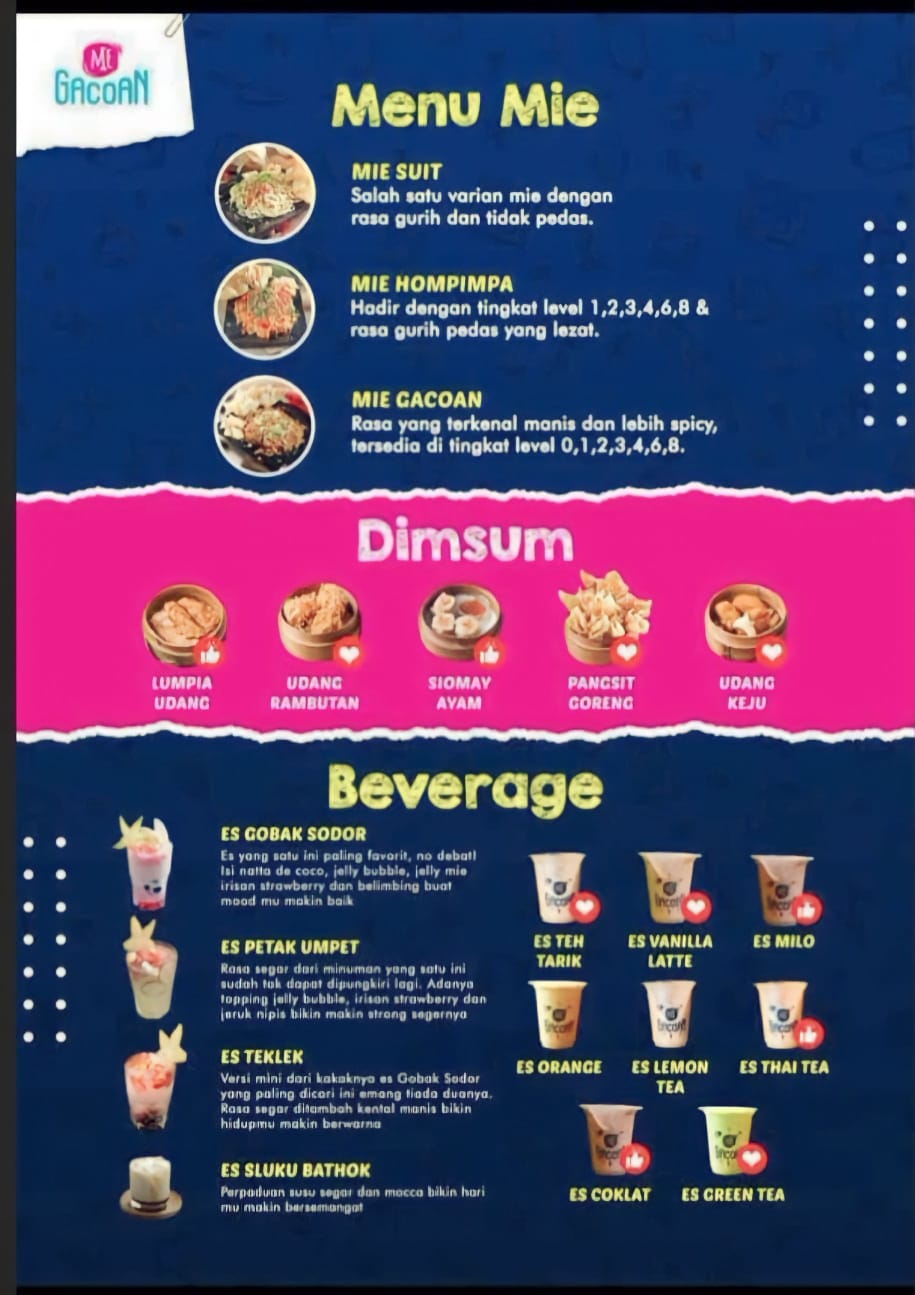 MIE
GACOAN
Menu Mie
MIE SUIT
Salah satu varian mie dengan
rasa gurih dan tidak pedas.
MIE HOMPIMPA
Hadir dengan tingkat level 1,2,3,4,6,8 &
rasa gurih pedas yang lezat.
MIE GACOAN
Rasa yang terkenal manis dan lebih spicy,
tersedia di tingkat level 0,1,2,3,4,6,8.
Dimsum
LUMPIA
UDANG
UDANG
RAMBUTAN
SIOMAY
AYAM
PANGSIT
GORENG
UDANG
KEJU
Beverage
ES GOBAK SODOR
Es yang satu ini paling favorit, no debat!
Isi natta de coco, jelly bubble, jelly mie
irisan strawberry dan belimbing buat
mood mu makin baik
ES PETAK UMPET
Rasa segar dari minuman yang satu ini
sudah tak dapat dipungkiri lagi. Adanya
topping jelly bubble, irisan strawberry dan
jeruk nipis bikin makin strong segernya
ES TEKLEK
Versi mini dari kakaknya es Gobak Sodor
yang paling dicari ini emang tiada duanya.
Rasa segar ditambah kental manis bikin
hidupmu makin berwarna
ES SLUKU BATHOK
Perpaduan susu segar dan mocca bikin hari
mu makin bersemangat
ES TEH
TARIK
ES VANILLA
LATTE
ES MILO
ES ORANGE
ES LEMON
TEA
ES THAI TEA
ES COKLAT
ES GREEN TEA